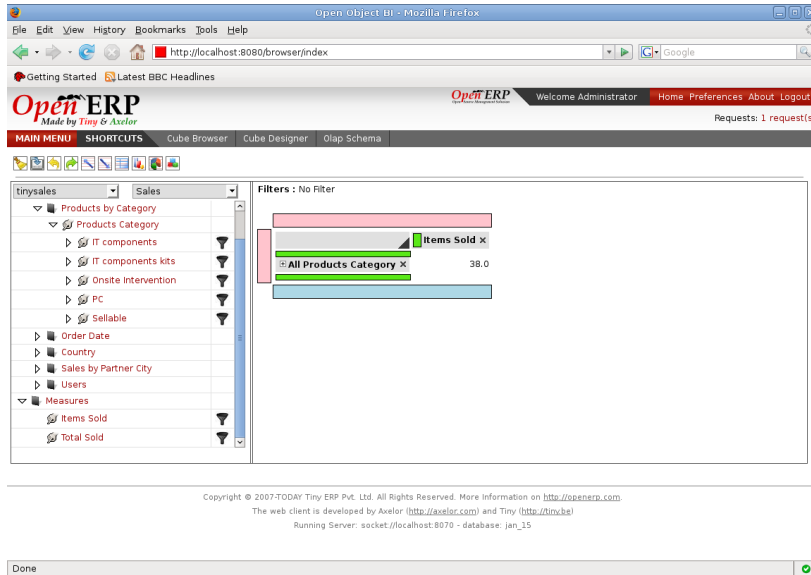 Open Object BI - Mozilla Firefox
File Edit View History Bookmarks Tools Help
http://localhost:8080/browser/index
Google
Getting Started Latest BBC Headlines
Open ERP
Made by Tiny & Axelor
Open ERP
Welcome Administrator
Home Preferences About Logout
Requests: 1 request(s
MAIN MENU SHORTCUTS Cube Browser Cube Designer Olap Schema
tinysales Sales
Filters : No Filter
Products by Category
Products Category
IT components
IT components kits
Onsite Intervention
PC
Sellable
Order Date
Country
Sales by Partner City
Users
Measures
Items Sold
Total Sold
Items Sold ×
All Products Category × 38.0
Copyright © 2007-TODAY Tiny ERP Pvt. Ltd. All Rights Reserved. More Information on http://openerp.com.
The web client is developed by Axelor (http://axelor.com) and Tiny (http://tiny.be)
Running Server: socket://localhost:8070 - database: jan_15
Done